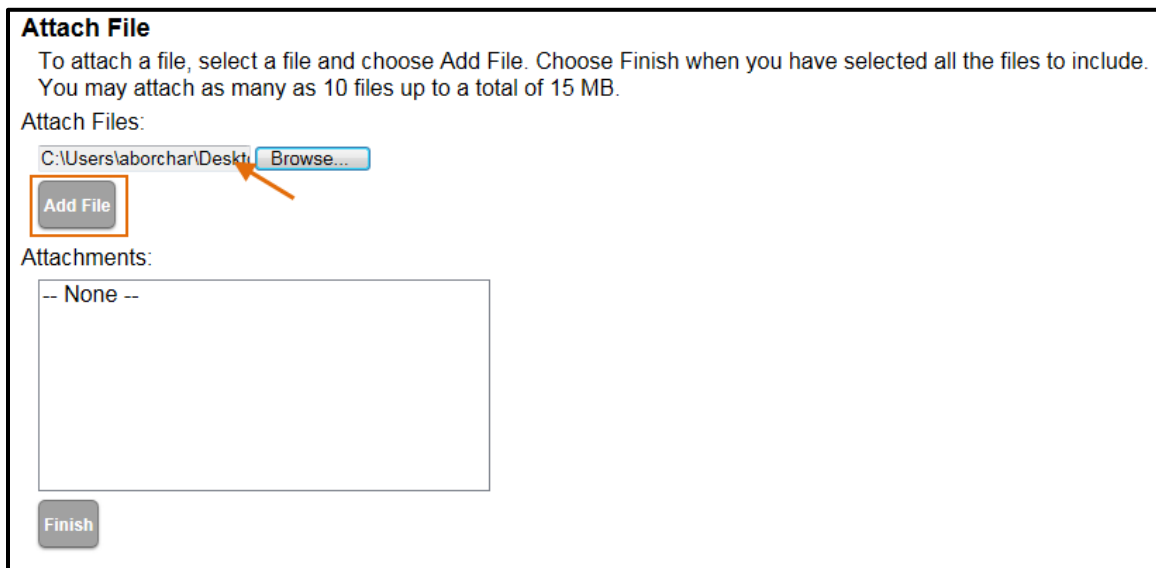 Attach File
To attach a file, select a file and choose Add File. Choose Finish when you have selected all the files to include.
You may attach as many as 10 files up to a total of 15 MB.
Attach Files:
C:\Users\aborchar\Deskt Browse...
Add File
Attachments:
-- None --
Finish